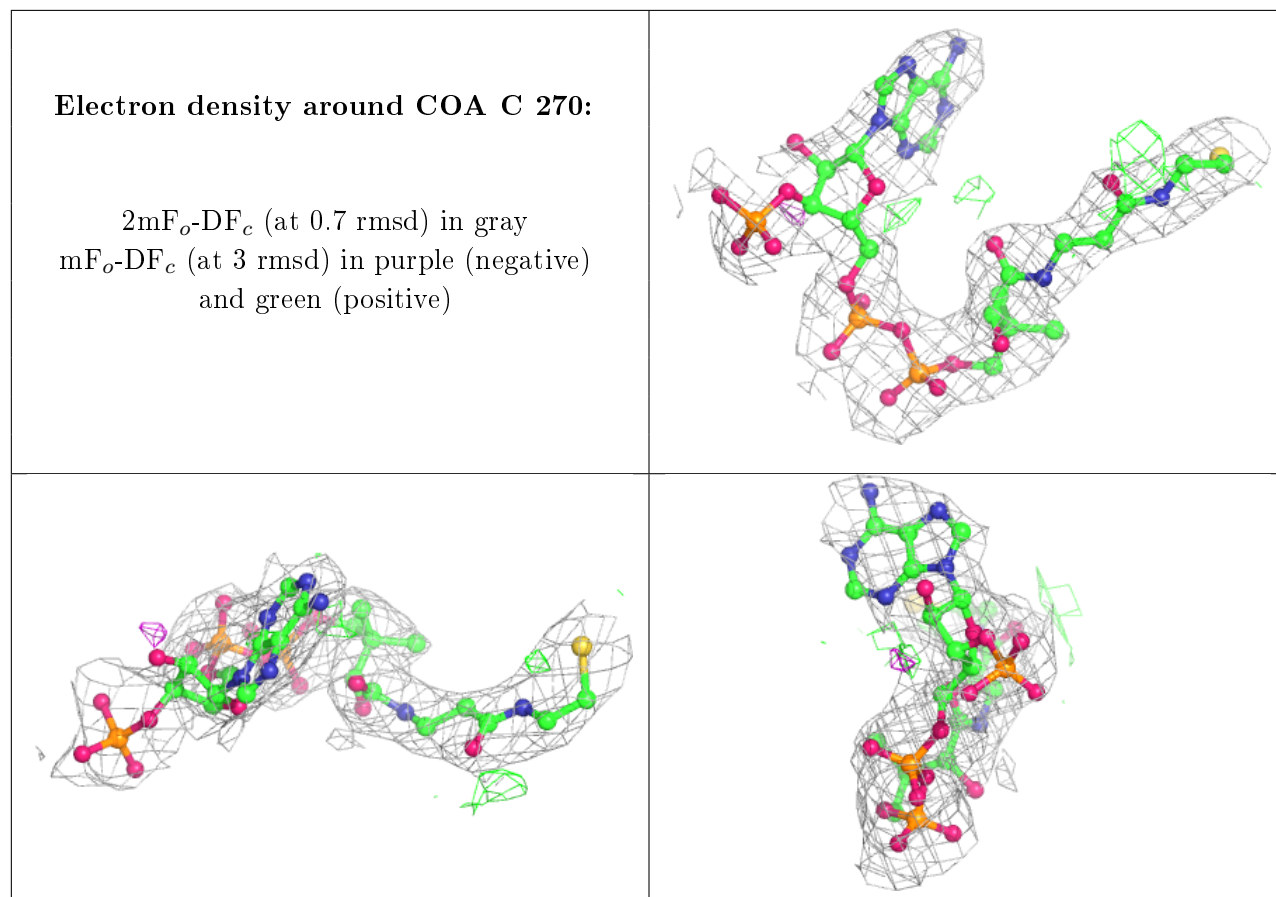 Electron density around COA C 270:
2mFₒ-DF𝒸 (at 0.7 rmsd) in gray
mFₒ-DF𝒸 (at 3 rmsd) in purple (negative)
and green (positive)